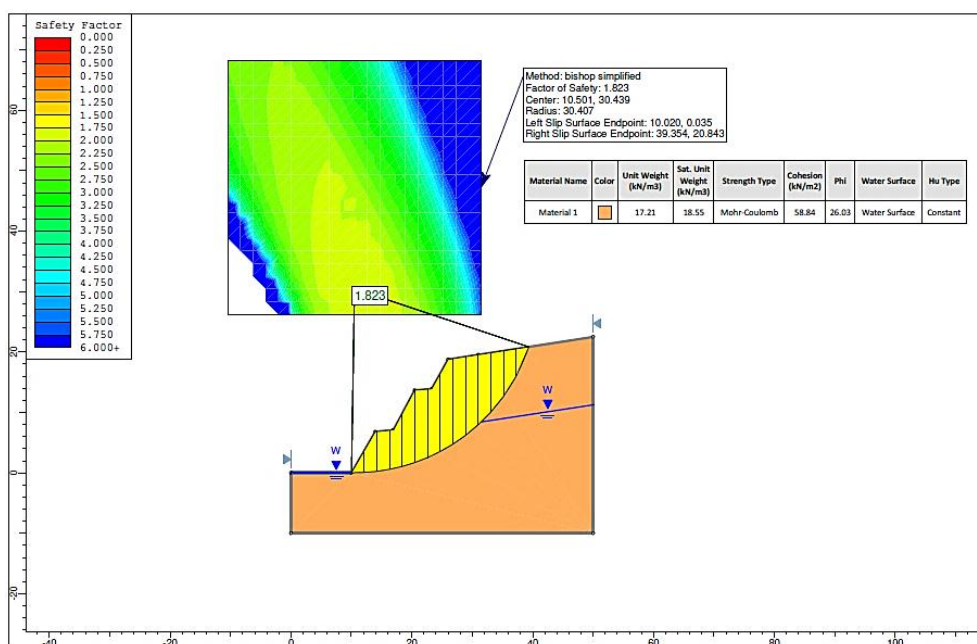 Safety Factor
0.000
0.250
0.500
0.750
1.000
1.250
1.500
1.750
2.000
2.250
2.500
2.750
3.000
3.250
3.500
3.750
4.000
4.250
4.500
4.750
5.000
5.250
5.500
5.750
6.000+
Method: bishop simplified
Factor of Safety: 1.823
Center: 10.501, 30.439
Radius: 30.407
Left Slip Surface Endpoint: 10.020, 0.035
Right Slip Surface Endpoint: 39.354, 20.843
Material Name Color Unit Weight (kN/m3) Sat. Unit Weight (kN/m3) Strength Type Cohesion (kN/m2) Phi Water Surface Hu Type
Material 1 17.21 18.55 Mohr-Coulomb 58.84 26.03 Water Surface Constant
1.823
W
W
60
40
20
0
-20
-40 -20 0 20 40 60 80 100